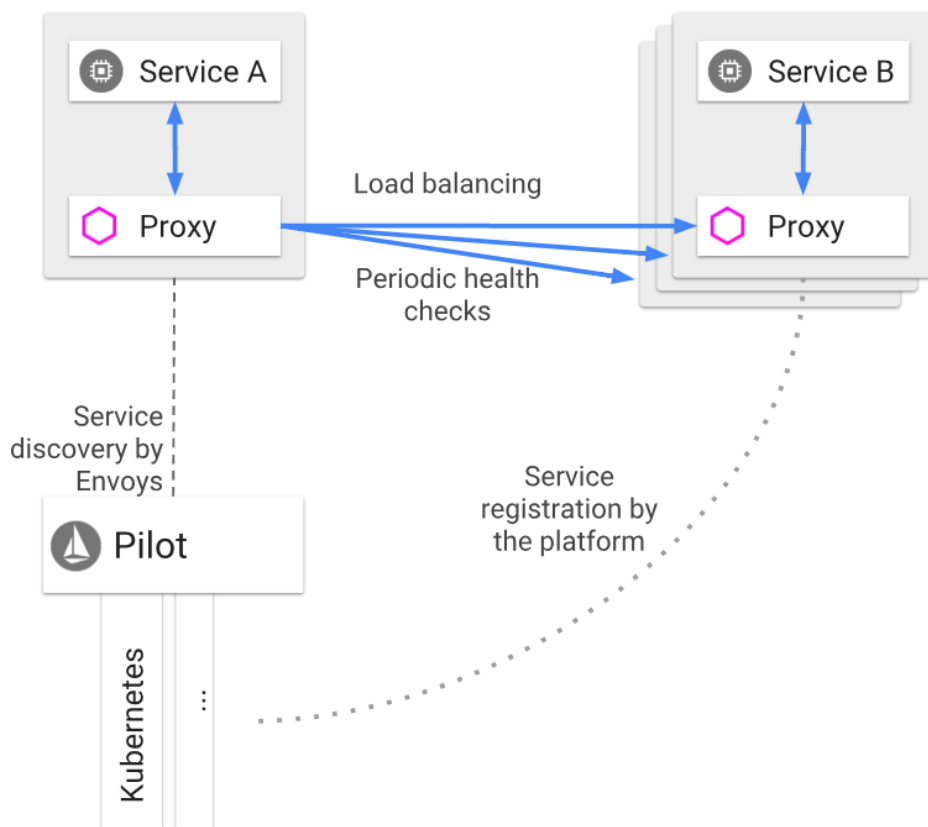 Service A
Service B
Load balancing
Proxy
Proxy
Periodic health
checks
Service
discovery by
Envoys
Service
registration by
the platform
Pilot
Kubernetes
...